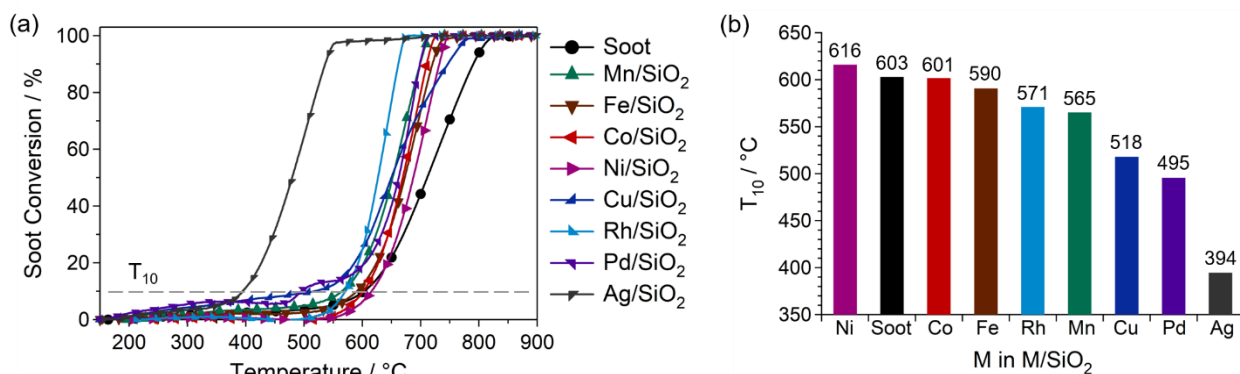 (a)
100
80
60
40
20
0
Soot Conversion / %
T₁₀
200 300 400 500 600 700 800 900
Temperature / °C
Soot
Mn/SiO₂
Fe/SiO₂
Co/SiO₂
Ni/SiO₂
Cu/SiO₂
Rh/SiO₂
Pd/SiO₂
Ag/SiO₂
(b)
650
600
550
500
450
400
350
T₁₀ / °C
616 603 601 590 571 565 518 495 394
Ni Soot Co Fe Rh Mn Cu Pd Ag
M in M/SiO₂